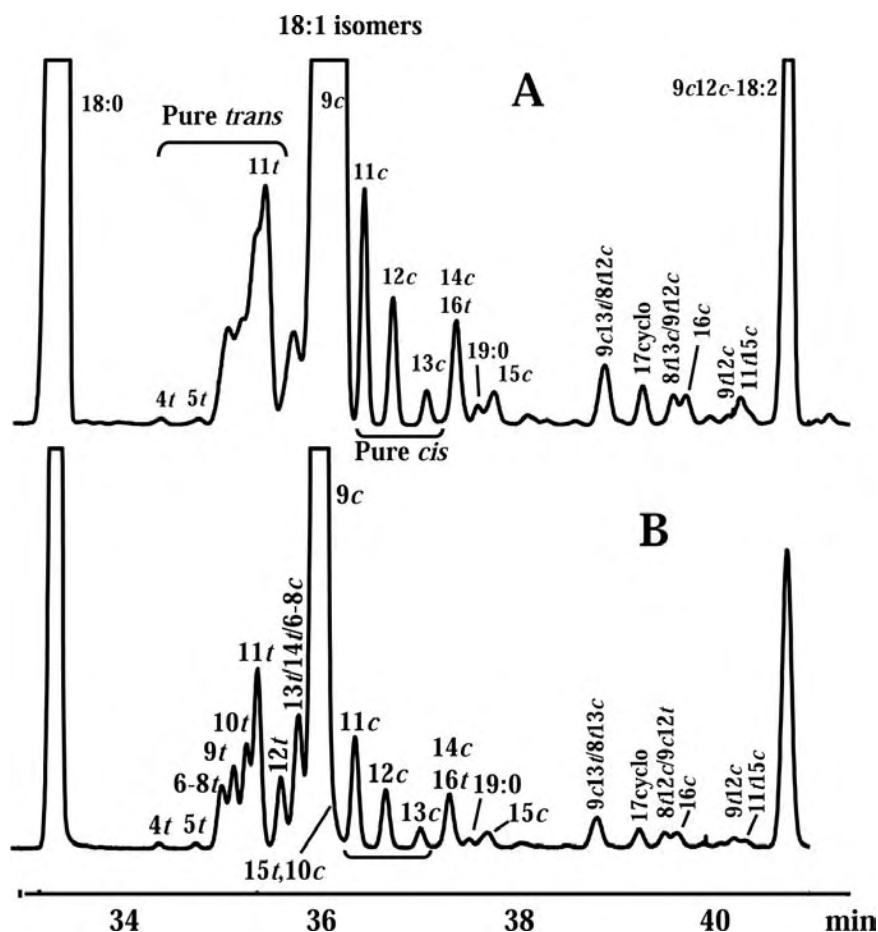 18:1 isomers
18:0
Pure trans
11t
4t
5t
9c
A
11c
12c
13c
Pure cis
14c
16t
19:0
15c
9c13t/8t12c
17cyclo
8t13c/9t12c
16c
9t12c
11t15c
9c12c-18:2
B
4t
5t
6-8t
9t
10t
11t
12t
13t/14t/6-8c
9c
15t,10c
11c
12c
13c
14c
16t
19:0
15c
9c13t/8t13c
17cyclo
8t12c/9c12t
16c
9t12c
11t15c
34
36
38
40
min